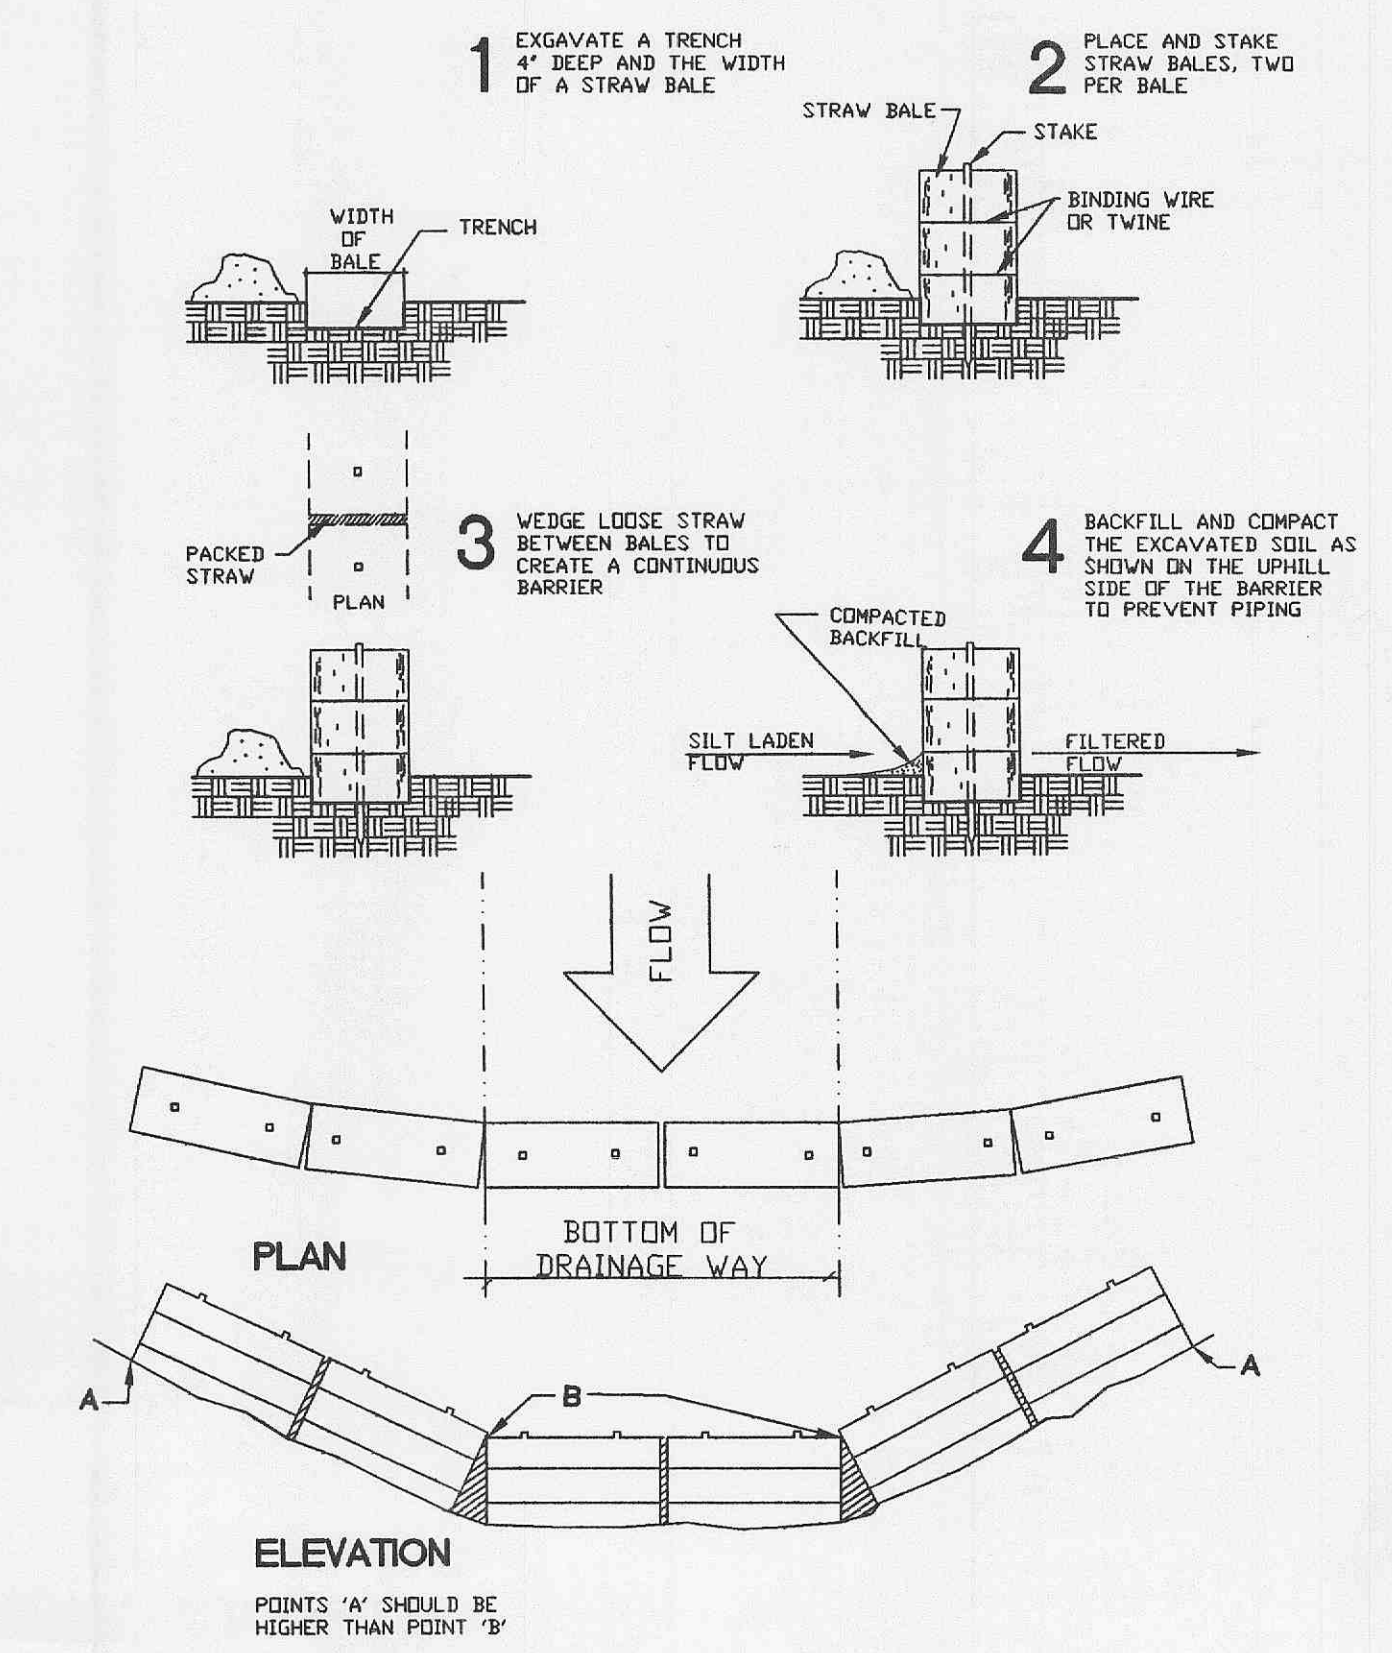 1
EXGAVATE A TRENCH
4' DEEP AND THE WIDTH
OF A STRAW BALE
WIDTH
OF
BALE
TRENCH
2
PLACE AND STAKE
STRAW BALES, TWO
PER BALE
STRAW BALE
STAKE
BINDING WIRE
OR TWINE
3
WEDGE LOOSE STRAW
BETWEEN BALES TO
CREATE A CONTINUOUS
BARRIER
PACKED
STRAW
PLAN
4
BACKFILL AND COMPACT
THE EXCAVATED SOIL AS
SHOWN ON THE UPHILL
SIDE OF THE BARRIER
TO PREVENT PIPING
COMPACTED
BACKFILL
SILT LADEN
FLOW
FILTERED
FLOW
FLOW
BOTTOM OF
DRAINAGE WAY
PLAN
A
B
A
ELEVATION
POINTS 'A' SHOULD BE
HIGHER THAN POINT 'B'